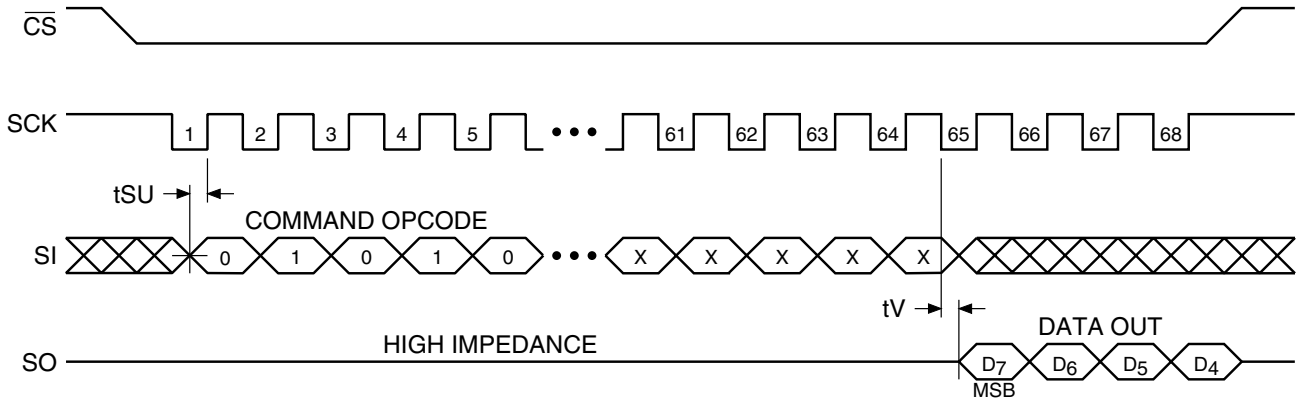 CS
SCK
1 2 3 4 5 ••• 61 62 63 64 65 66 67 68
tSU
COMMAND OPCODE
SI
0 1 0 1 0 ••• X X X X X
tV
DATA OUT
HIGH IMPEDANCE
SO
D7 D6 D5 D4
MSB